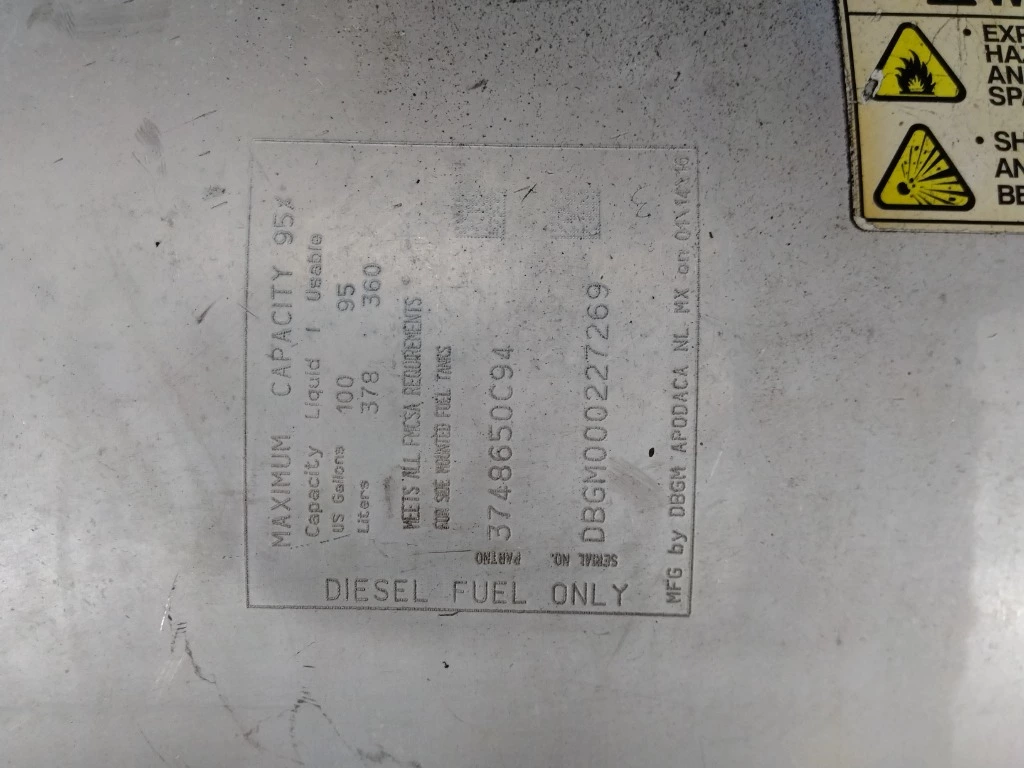 MAXIMUM CAPACITY 95%
Capacity Liquid / Usable
US Gallons 100 95
Liters 378 360
MEETS ALL FMCSA REQUIREMENTS
FOR SIDE MOUNTED FUEL TANKS
PARTNO 3748650C94
SERIAL NO. DBGM000227269
3
MFG by DBGM APODACA NL MX on
DIESEL FUEL ONLY
• EXP
HAZ
AN
SPA
• SH
AN
BE